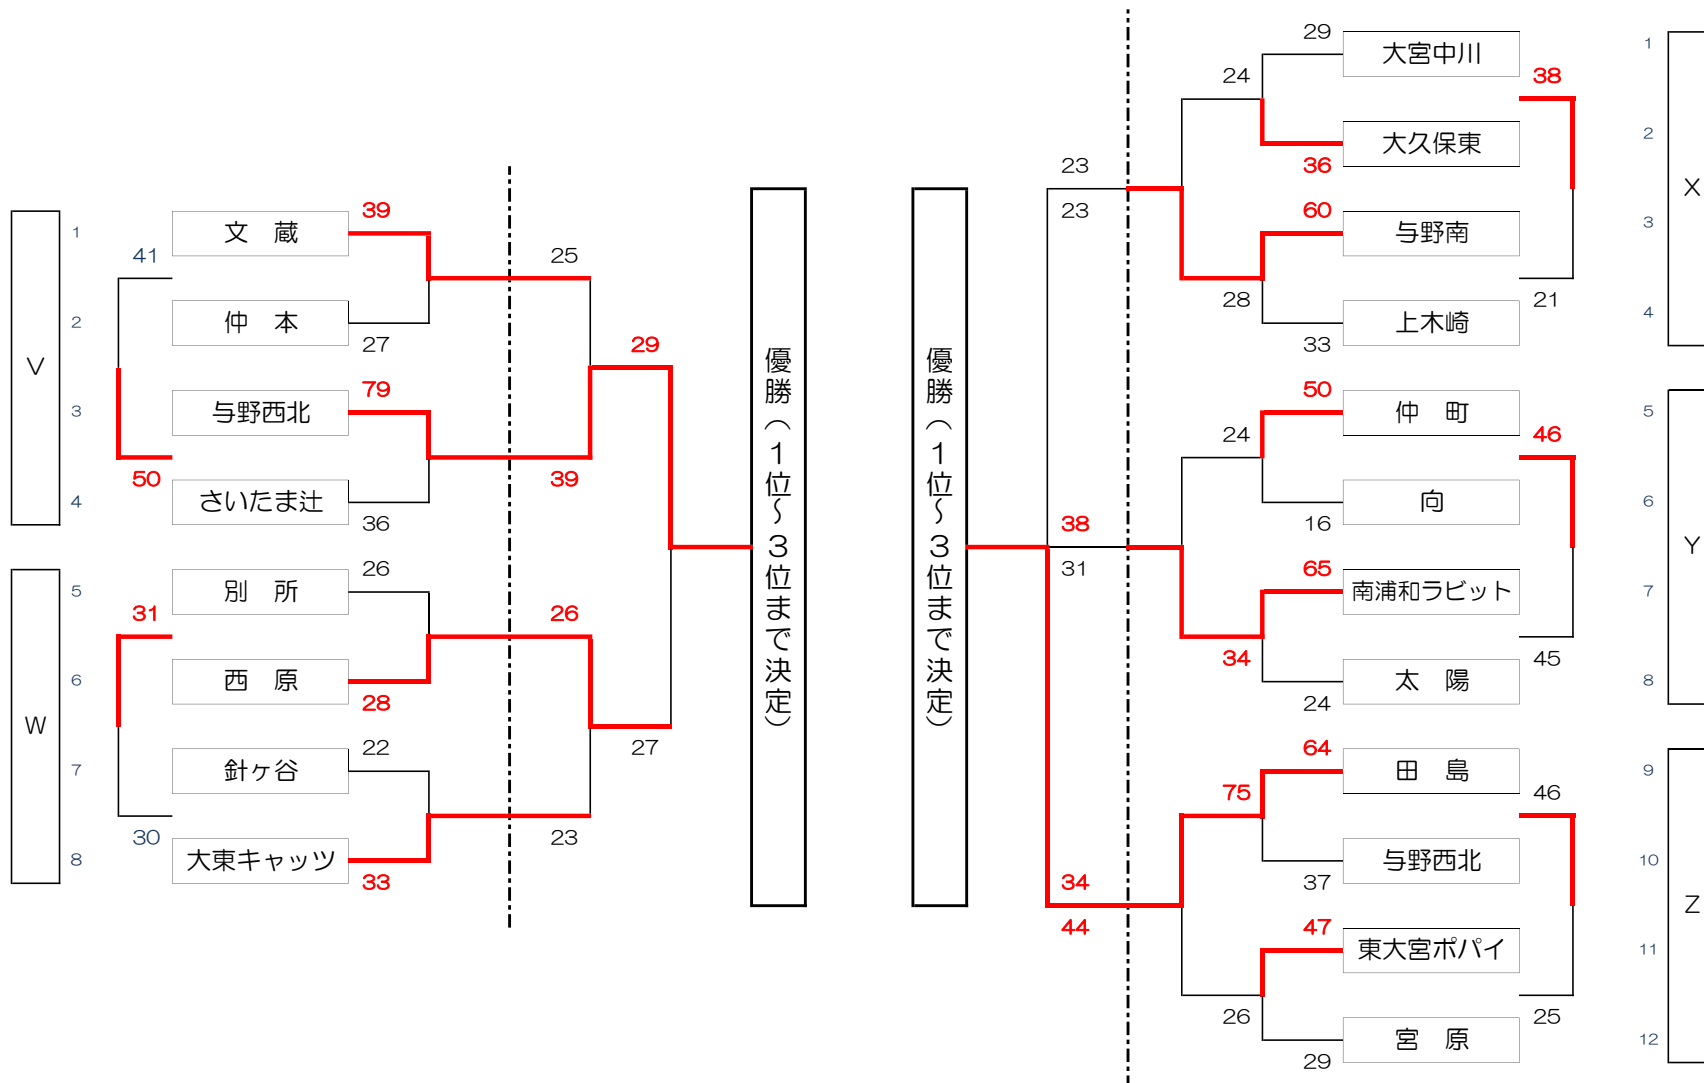 V
1
2
3
4
41
50
文　蔵
仲　本
与野西北
さいたま辻
39
27
79
36
25
39
W
5
6
7
8
31
30
別　所
西　原
針ヶ谷
大東キャッツ
26
28
22
33
26
23
29
27
優勝（１位～３位まで決定）
優勝（１位～３位まで決定）
23
23
38
31
34
44
24
28
29
36
60
33
大宮中川
大久保東
与野南
上木崎
38
21
1
2
3
4
X
24
34
50
16
65
24
仲　町
向
南浦和ラビット
太　陽
46
45
5
6
7
8
Y
75
26
64
37
47
29
田　島
与野西北
東大宮ポパイ
宮　原
46
25
9
10
11
12
Z